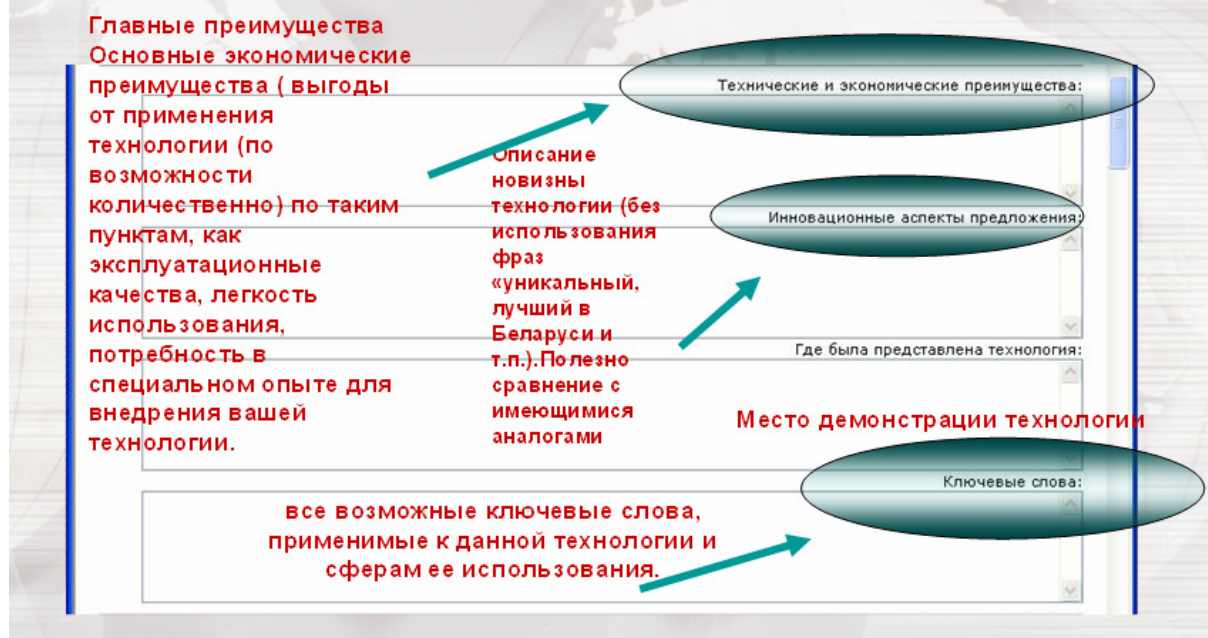 Главные преимущества
Основные экономические
преимущества ( выгоды
от применения
технологии (по
возможности
количественно) по таким
пунктам, как
эксплуатационные
качества, легкость
использования,
потребность в
специальном опыте для
внедрения вашей
технологии.
Технические и экономические преимущества:
Описание
новизны
технологии (без
использования
фраз
«уникальный,
лучший в
Беларуси и
т.п.).Полезно
сравнение с
имеющимися
аналогами
Инновационные аспекты предложения:
Где была представлена технология:
Место демонстрации технологии
Ключевые слова:
все возможные ключевые слова,
применимые к данной технологии и
сферам ее использования.